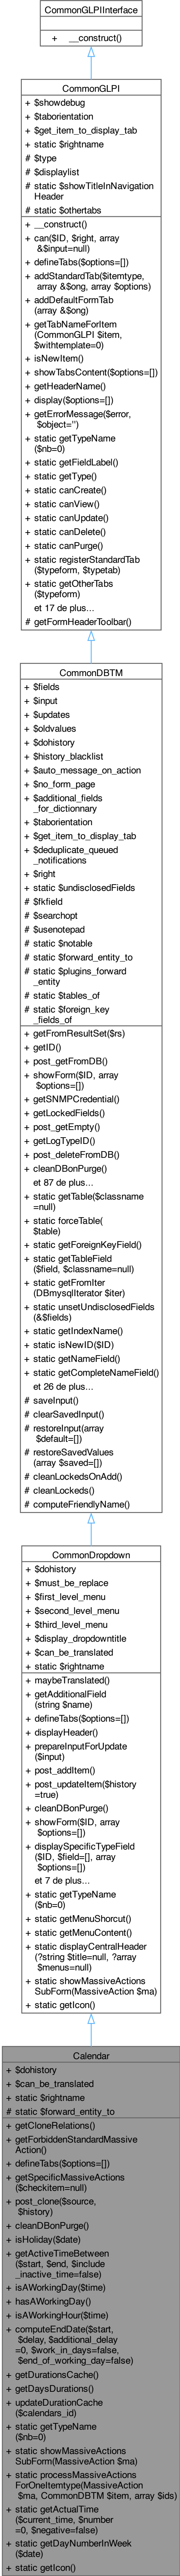 CommonGLPIInterface
+ __construct()
CommonGLPI
+ $showdebug
+ $taborientation
+ $get_item_to_display_tab
+ static $rightname
# $type
# $displaylist
# static $showTitleInNavigation
Header
# static $othertabs
+ __construct()
+ can($ID, $right, array
&$input=null)
+ defineTabs($options=[])
+ addStandardTab($itemtype,
array &$ong, array $options)
+ addDefaultFormTab
(array &$ong)
+ getTabNameForItem
(CommonGLPI $item,
$withtemplate=0)
+ isNewItem()
+ showTabsContent($options=[])
+ getHeaderName()
+ display($options=[])
+ getErrorMessage($error,
$object='')
+ static getTypeName
($nb=0)
+ static getFieldLabel()
+ static getType()
+ static canCreate()
+ static canView()
+ static canUpdate()
+ static canDelete()
+ static canPurge()
+ static registerStandardTab
($typeform, $typetab)
+ static getOtherTabs
($typeform)
et 17 de plus...
# getFormHeaderToolbar()
CommonDBTM
+ $fields
+ $input
+ $updates
+ $oldvalues
+ $dohistory
+ $history_blacklist
+ $auto_message_on_action
+ $no_form_page
+ $additional_fields
_for_dictionnary
+ $taborientation
+ $get_item_to_display_tab
+ $deduplicate_queued
_notifications
+ $right
+ static $undisclosedFields
# $fkfield
# $searchopt
# $usenotepad
# static $notable
# static $forward_entity_to
# static $plugins_forward
_entity
# static $tables_of
# static $foreign_key
_fields_of
+ getFromResultSet($rs)
+ getID()
+ post_getFromDB()
+ showForm($ID, array
$options=[])
+ getSNMPCredential()
+ getLockedFields()
+ post_getEmpty()
+ getLogTypeID()
+ post_deleteFromDB()
+ cleanDBonPurge()
et 87 de plus...
+ static getTable($classname
=null)
+ static forceTable(
$table)
+ static getForeignKeyField()
+ static getTableField
($field, $classname=null)
+ static getFromIter
(DBmysqlIterator $iter)
+ static unsetUndisclosedFields
(&$fields)
+ static getIndexName()
+ static isNewID($ID)
+ static getNameField()
+ static getCompleteNameField()
et 26 de plus...
# saveInput()
# clearSavedInput()
# restoreInput(array
$default=[])
# restoreSavedValues
(array $saved=[])
# cleanLockedsOnAdd()
# cleanLockeds()
# computeFriendlyName()
CommonDropdown
+ $dohistory
+ $must_be_replace
+ $first_level_menu
+ $second_level_menu
+ $third_level_menu
+ $display_dropdowntitle
+ $can_be_translated
+ static $rightname
+ maybeTranslated()
+ getAdditionalField
(string $name)
+ defineTabs($options=[])
+ displayHeader()
+ prepareInputForUpdate
($input)
+ post_addItem()
+ post_updateItem($history
=true)
+ cleanDBonPurge()
+ showForm($ID, array
$options=[])
+ displaySpecificTypeField
($ID, $field=[], array
$options=[])
et 7 de plus...
+ static getTypeName
($nb=0)
+ static getMenuShorcut()
+ static getMenuContent()
+ static displayCentralHeader
(?string $title=null, ?array
$menus=null)
+ static showMassiveActions
SubForm(MassiveAction $ma)
+ static getIcon()
Calendar
+ $dohistory
+ $can_be_translated
+ static $rightname
# static $forward_entity_to
+ getCloneRelations()
+ getForbiddenStandardMassive
Action()
+ defineTabs($options=[])
+ getSpecificMassiveActions
($checkitem=null)
+ post_clone($source,
$history)
+ cleanDBonPurge()
+ isHoliday($date)
+ getActiveTimeBetween
($start, $end, $include
_inactive_time=false)
+ isAWorkingDay($time)
+ hasAWorkingDay()
+ isAWorkingHour($time)
+ computeEndDate($start,
$delay, $additional_delay
=0, $work_in_days=false,
$end_of_working_day=false)
+ getDurationsCache()
+ getDaysDurations()
+ updateDurationCache
($calendars_id)
+ static getTypeName
($nb=0)
+ static showMassiveActions
SubForm(MassiveAction $ma)
+ static processMassiveActions
ForOneItemtype(MassiveAction
$ma, CommonDBTM $item, array $ids)
+ static getActualTime
($current_time, $number
=0, $negative=false)
+ static getDayNumberInWeek
($date)
+ static getIcon()